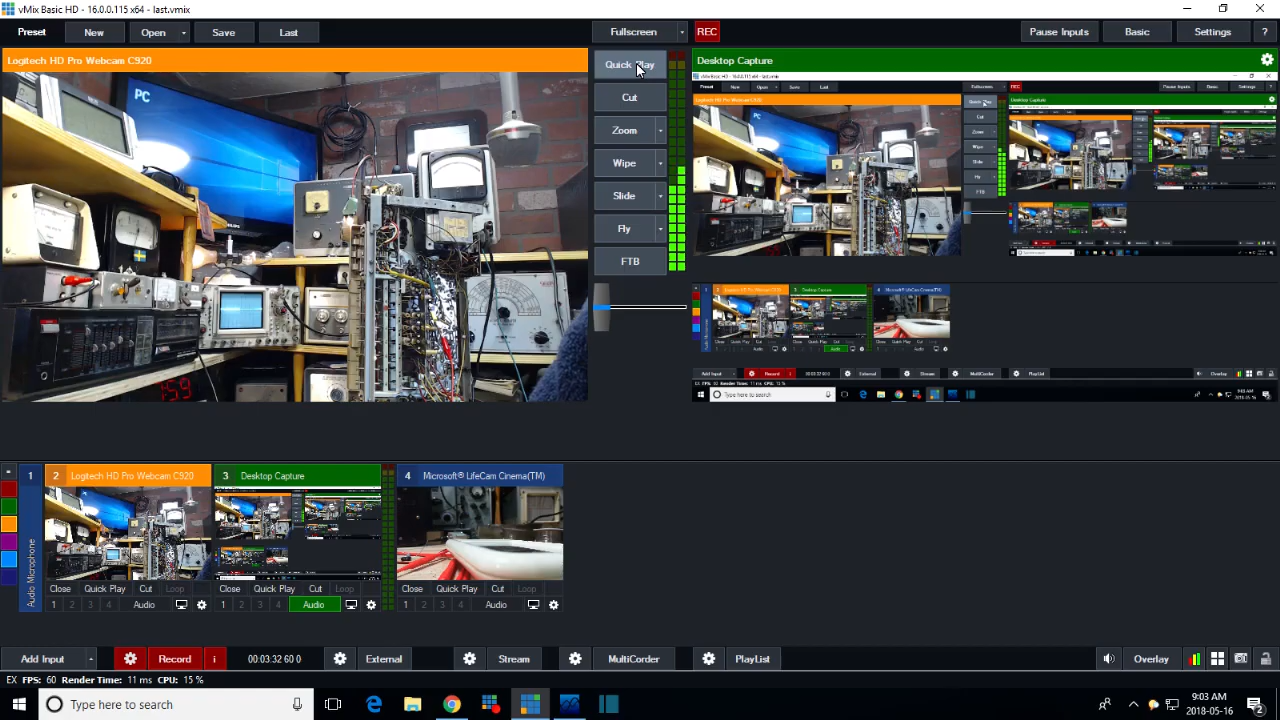 vMix Basic HD - 16.0.0.115 x64 - last.vmix
Preset New Open Save Last Fullscreen REC Pause Inputs Basic Settings ?
Logitech HD Pro Webcam C920
Quick Play
Cut
Zoom
Wipe
Slide
Fly
FTB
Desktop Capture
PC
1 2 Logitech HD Pro Webcam C920 3 Desktop Capture 4 Microsoft® LifeCam Cinema(TM)
Audio Microphone
Close Quick Play Cut Loop Close Quick Play Cut Loop Close Quick Play Cut Loop
1 2 3 4 Audio 1 2 3 4 Audio 1 2 3 4 Audio
Add Input Record i 00:03:32 60 0 External Stream MultiCorder PlayList Overlay
EX FPS: 60 Render Time: 11 ms CPU: 15 %
Type here to search
9:03 AM
2018-05-16
2